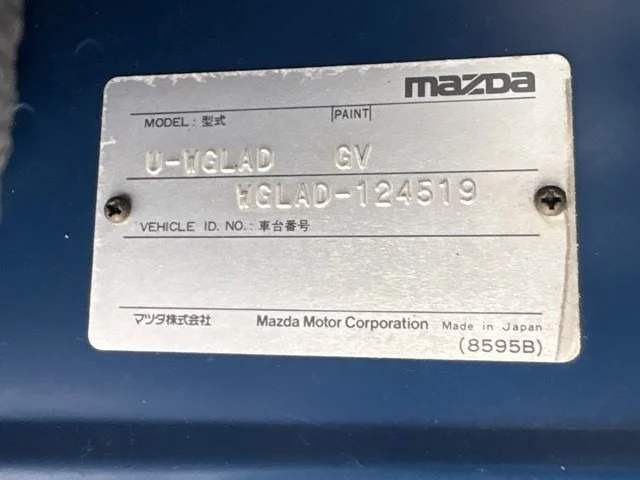 mazda
MODEL: 型式 PAINT
U-WGLAD GV
WGLAD-124519
VEHICLE ID. NO.: 車台番号
マツダ株式会社 Mazda Motor Corporation Made in Japan
(8595B)